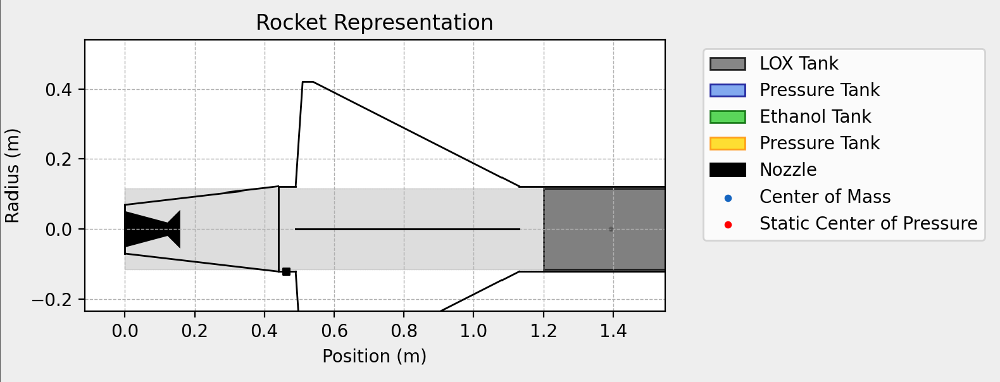 Rocket Representation
Radius (m)
0.4
0.2
0.0
−0.2
0.0 0.2 0.4 0.6 0.8 1.0 1.2 1.4
Position (m)
LOX Tank
Pressure Tank
Ethanol Tank
Pressure Tank
Nozzle
Center of Mass
Static Center of Pressure